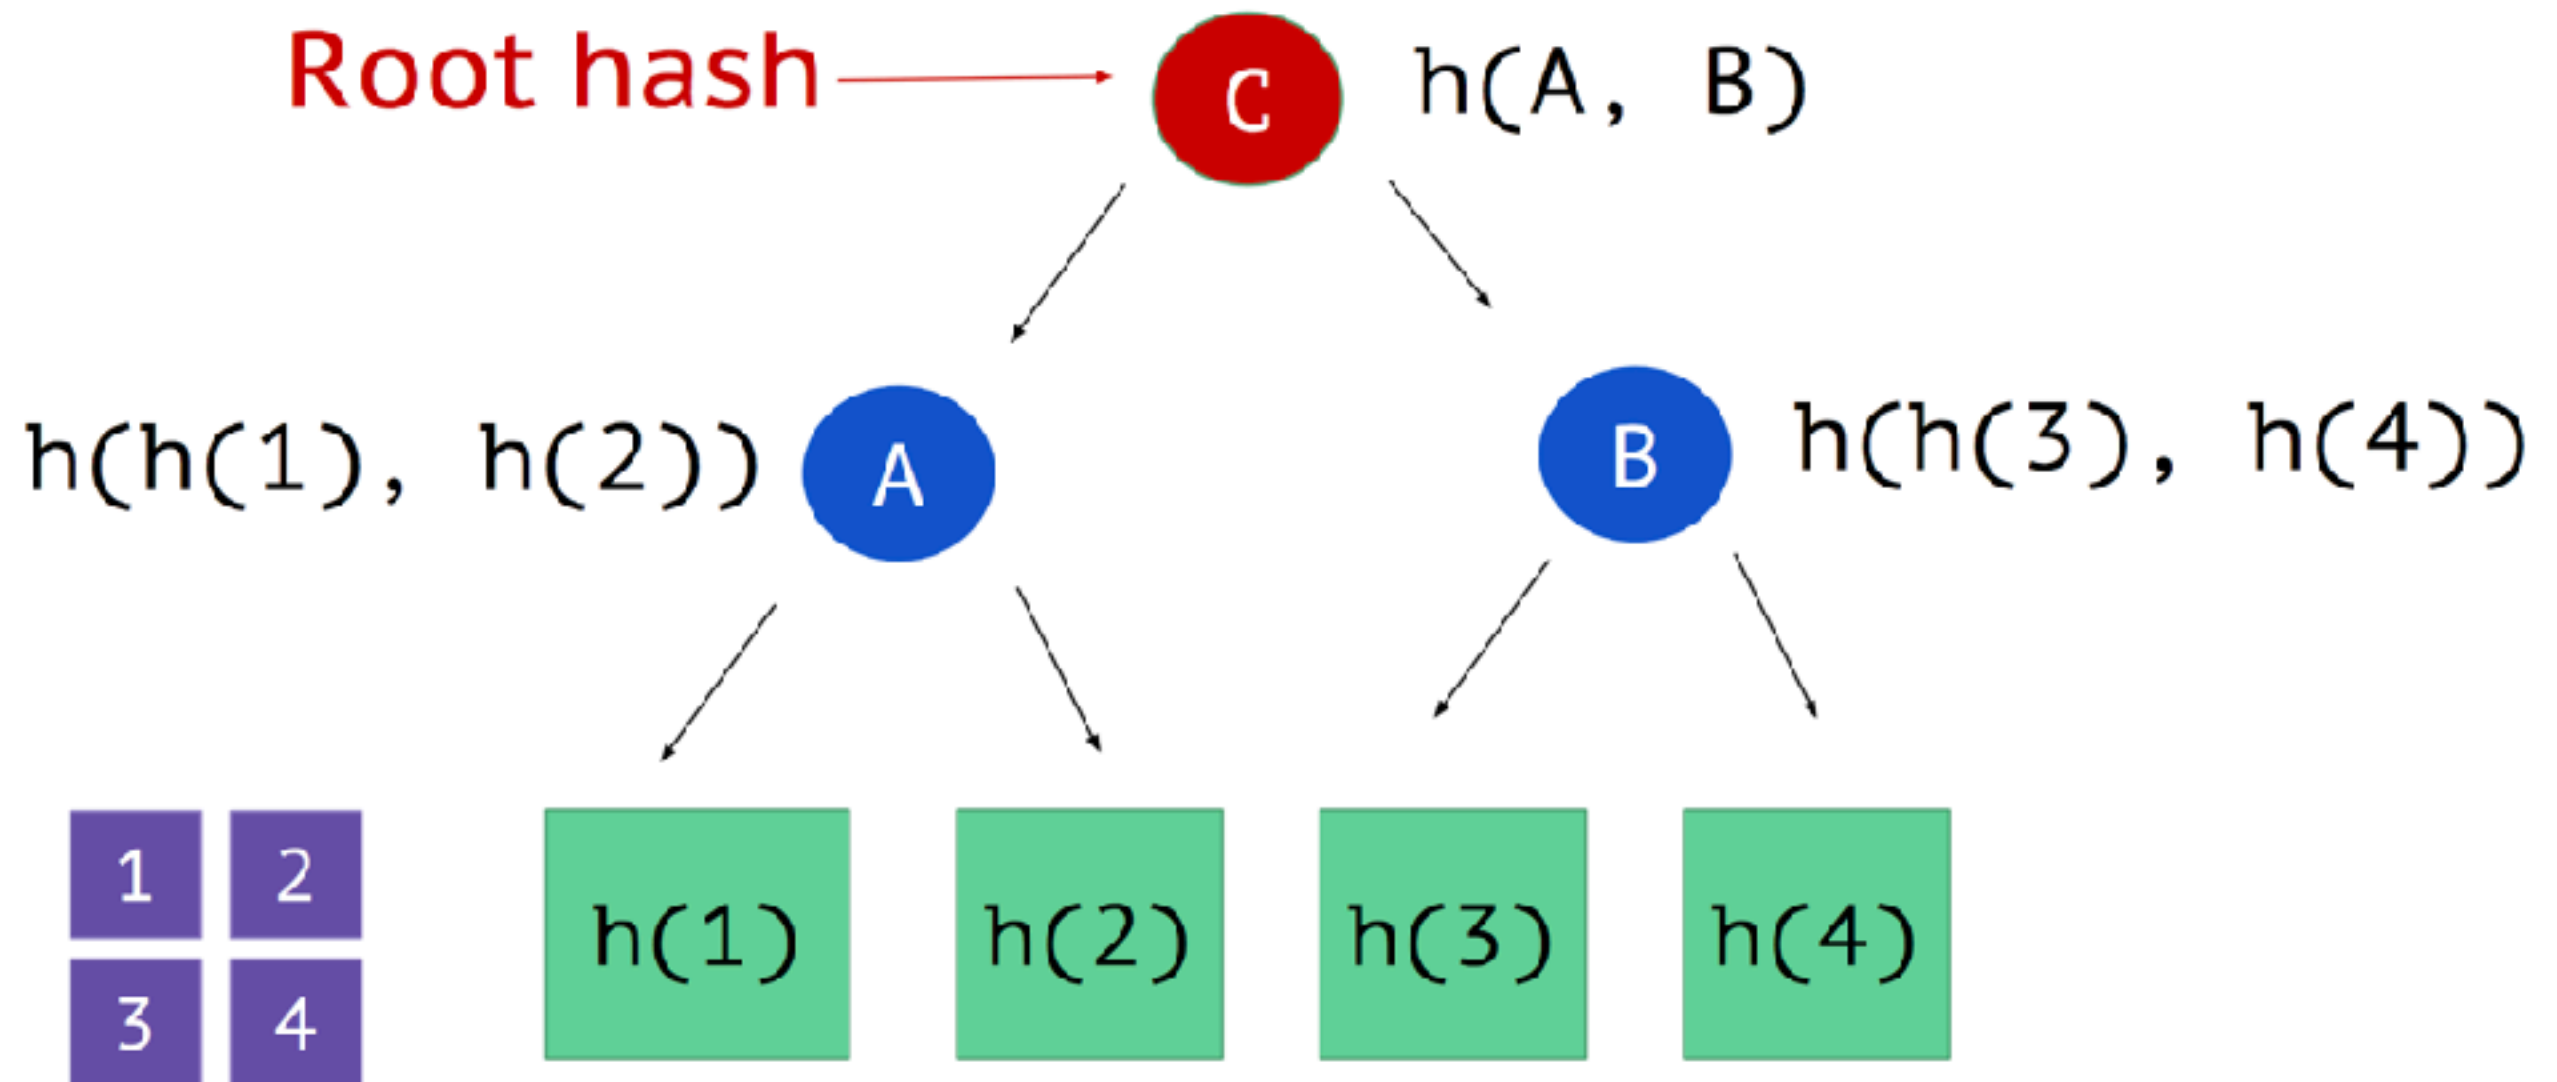 Root hash
C
h(A, B)
h(h(1), h(2))
A
B
h(h(3), h(4))
1 2
3 4
h(1)
h(2)
h(3)
h(4)